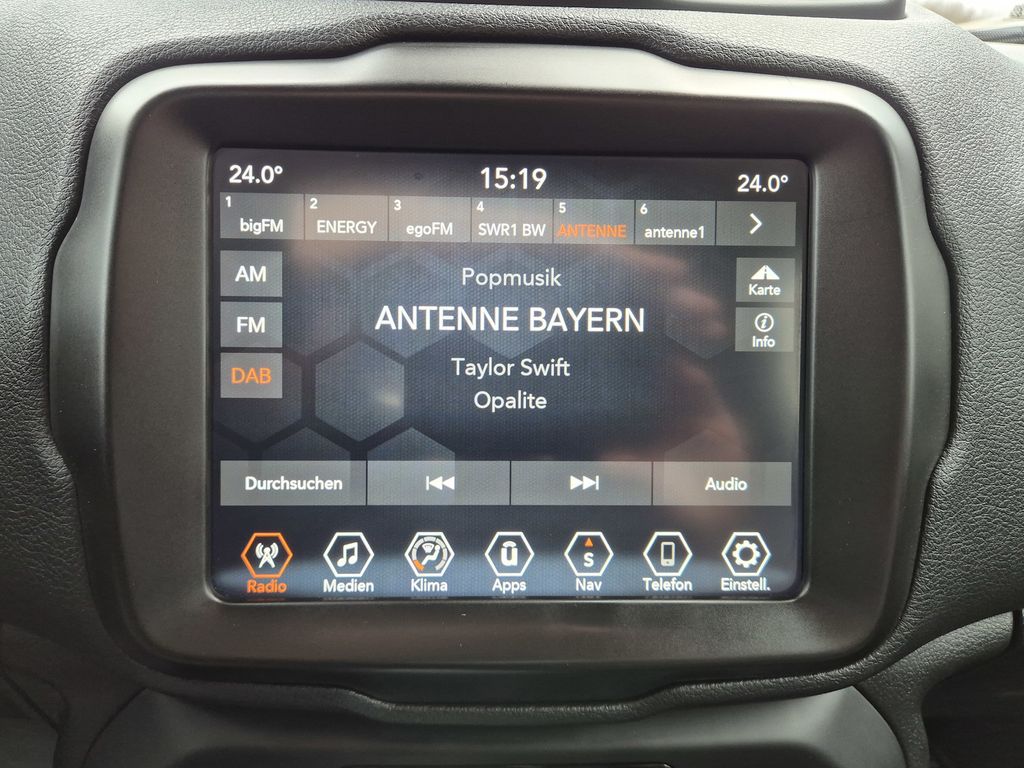 24.0° 15:19 24.0°
1 bigFM 2 ENERGY 3 egoFM 4 SWR1 BW 5 ANTENNE 6 antenne1
AM
FM
DAB
Popmusik
ANTENNE BAYERN
Taylor Swift
Opalite
Karte
Info
Durchsuchen Audio
Radio Medien Klima Apps S Nav Telefon Einstell.